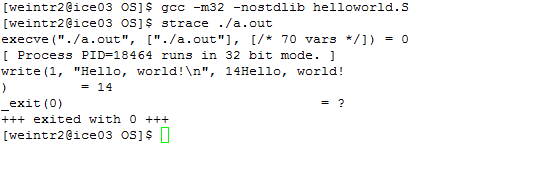 [weintr2@ice03 OS]$ gcc -m32 -nostdlib helloworld.S
[weintr2@ice03 OS]$ strace ./a.out
execve("./a.out", ["./a.out"], [/* 70 vars */]) = 0
[ Process PID=18464 runs in 32 bit mode. ]
write(1, "Hello, world!\n", 14Hello, world!
)         = 14
_exit(0)                                = ?
+++ exited with 0 +++
[weintr2@ice03 OS]$